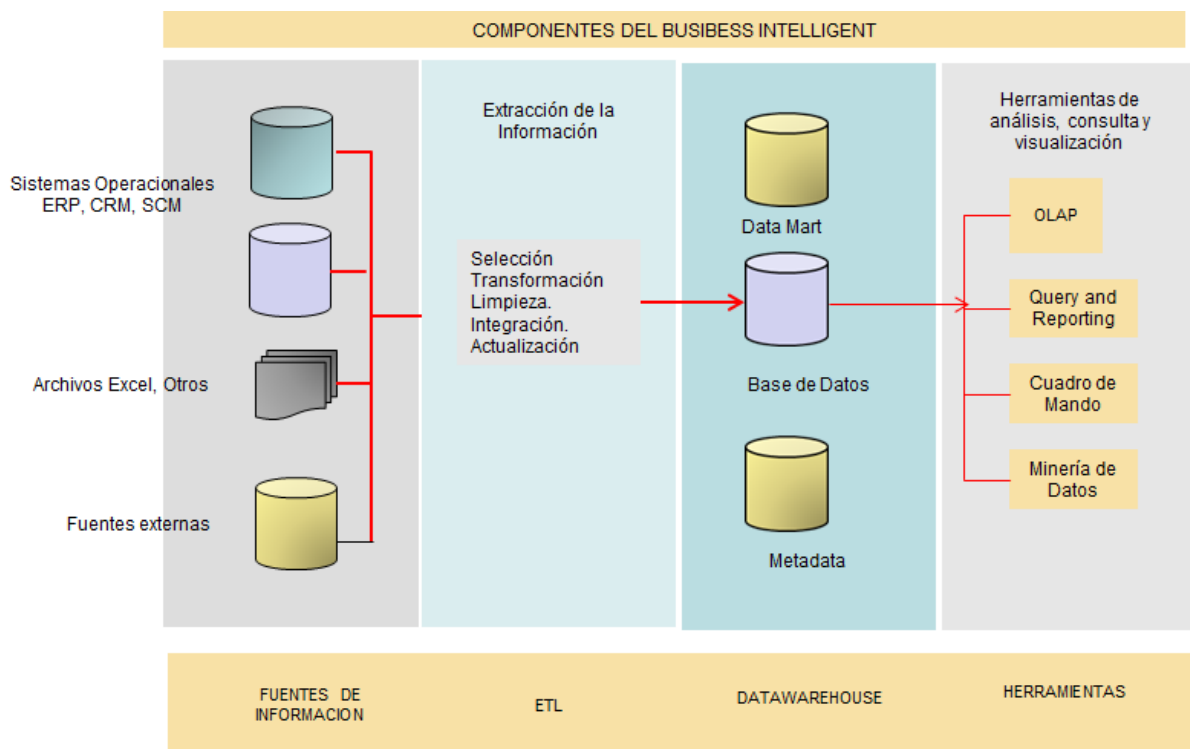 COMPONENTES DEL BUSIBESS INTELLIGENT
Sistemas Operacionales
ERP, CRM, SCM
Archivos Excel, Otros
Fuentes externas
Extracción de la
Información
Selección
Transformación
Limpieza.
Integración.
Actualización
Data Mart
Base de Datos
Metadata
Herramientas de
análisis, consulta y
visualización
OLAP
Query and
Reporting
Cuadro de
Mando
Minería de
Datos
FUENTES DE
INFORMACION
ETL
DATAWAREHOUSE
HERRAMIENTAS